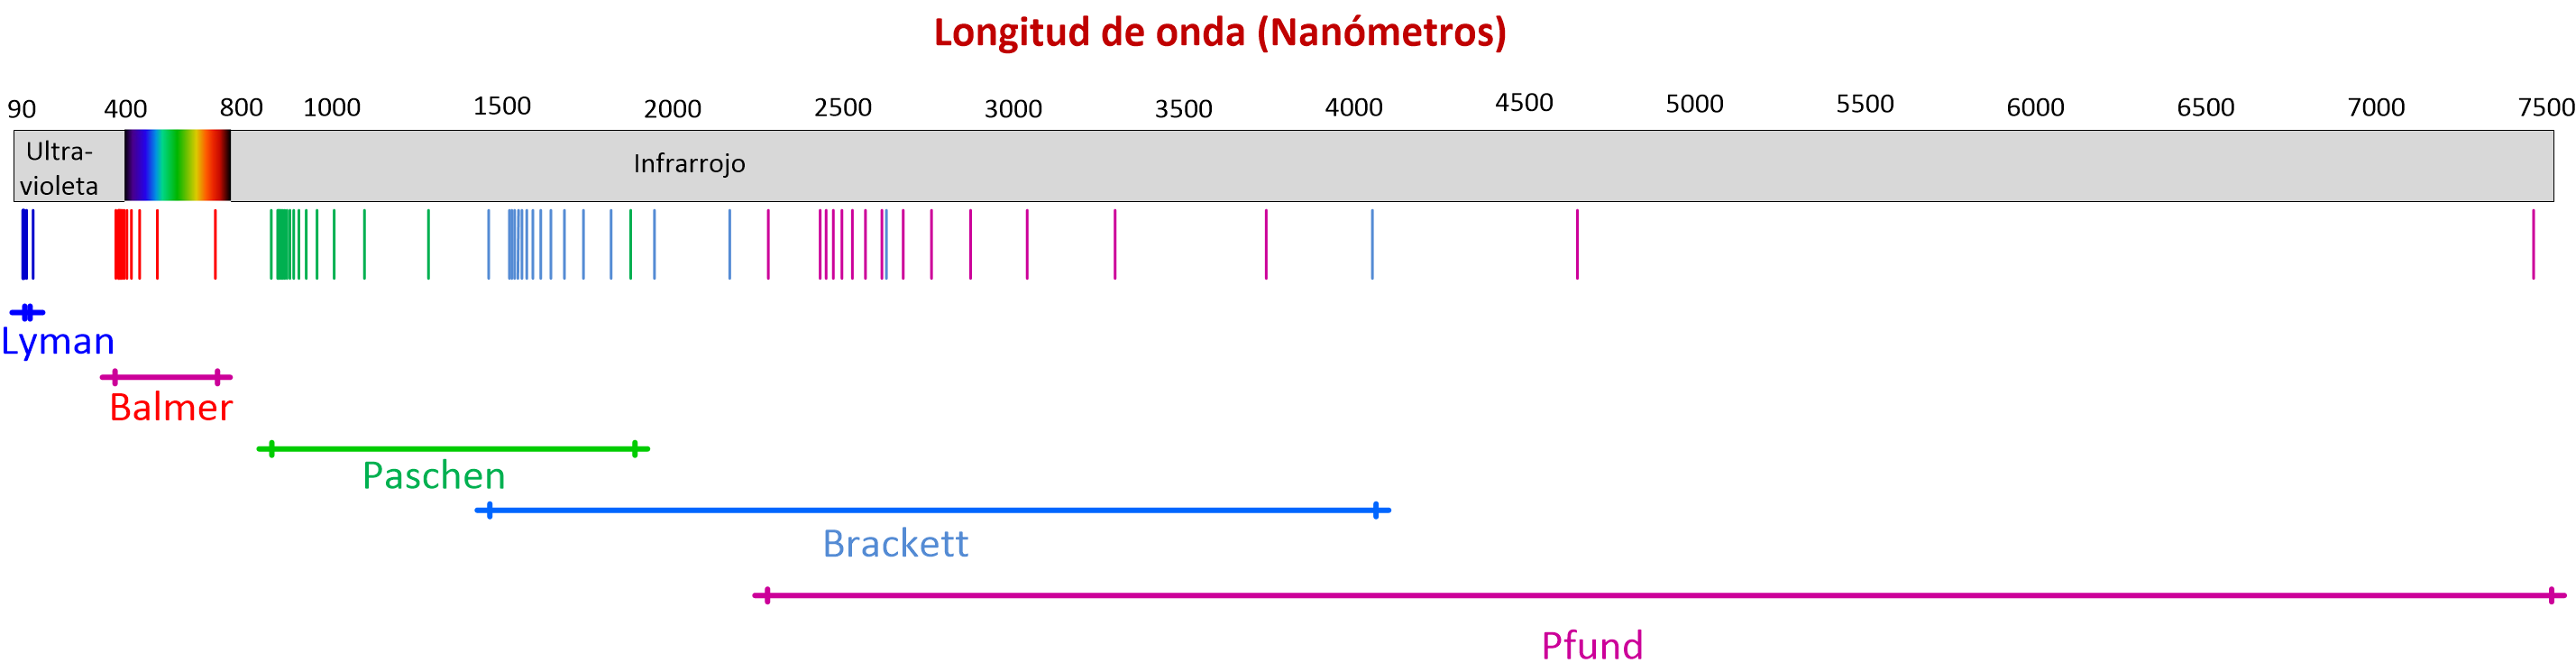 Longitud de onda (Nanómetros)
90 400 800 1000 1500 2000 2500 3000 3500 4000 4500 5000 5500 6000 6500 7000 7500
Ultra-
violeta
Infrarrojo
Lyman
Balmer
Paschen
Brackett
Pfund